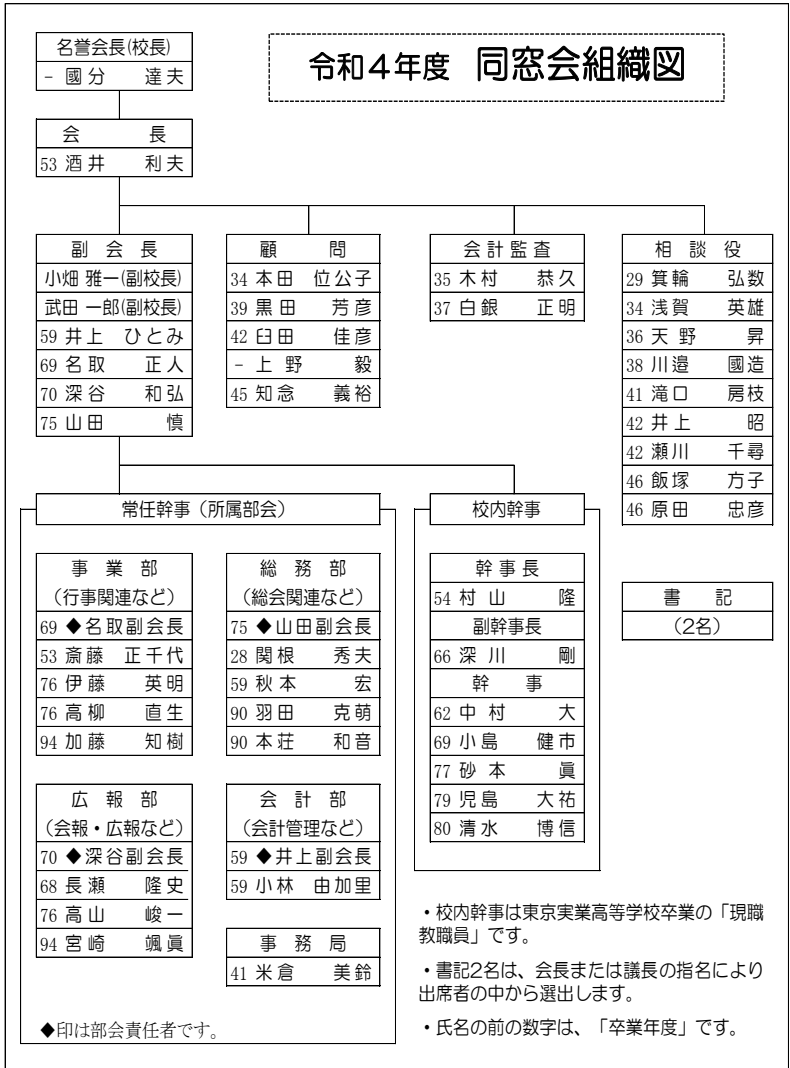 令和４年度 同窓会組織図
名誉会長(校長)
− 國分 達夫
会長
53 酒井 利夫
副会長
小畑 雅一(副校長)
武田 一郎(副校長)
59 井上 ひとみ
69 名取 正人
70 深谷 和弘
75 山田 慎
顧問
34 本田 位公子
39 黒田 芳彦
42 臼田 佳彦
− 上野 毅
45 知念 義裕
会計監査
35 木村 恭久
37 白銀 正明
相談役
29 箕輪 弘数
34 浅賀 英雄
36 天野 昇
38 川邉 國造
41 滝口 房枝
42 井上 昭
42 瀬川 千尋
46 飯塚 方子
46 原田 忠彦
常任幹事（所属部会）
事業部
（行事関連など）
69 ◆名取副会長
53 斎藤 正千代
76 伊藤 英明
76 高柳 直生
94 加藤 知樹
総務部
（総会関連など）
75 ◆山田副会長
28 関根 秀夫
59 秋本 宏
90 羽田 克萌
90 本荘 和音
広報部
（会報・広報など）
70 ◆深谷副会長
68 長瀬 隆史
76 高山 峻一
94 宮崎 颯眞
会計部
（会計管理など）
59 ◆井上副会長
59 小林 由加里
事務局
41 米倉 美鈴
◆印は部会責任者です。
校内幹事
幹事長
54 村山 隆
副幹事長
66 深川 剛
幹事
62 中村 大
69 小島 健市
77 砂本 眞
79 児島 大祐
80 清水 博信
書記
（2名）
・校内幹事は東京実業高等学校卒業の「現職
教職員」です。
・書記2名は、会長または議長の指名により
出席者の中から選出します。
・氏名の前の数字は、「卒業年度」です。